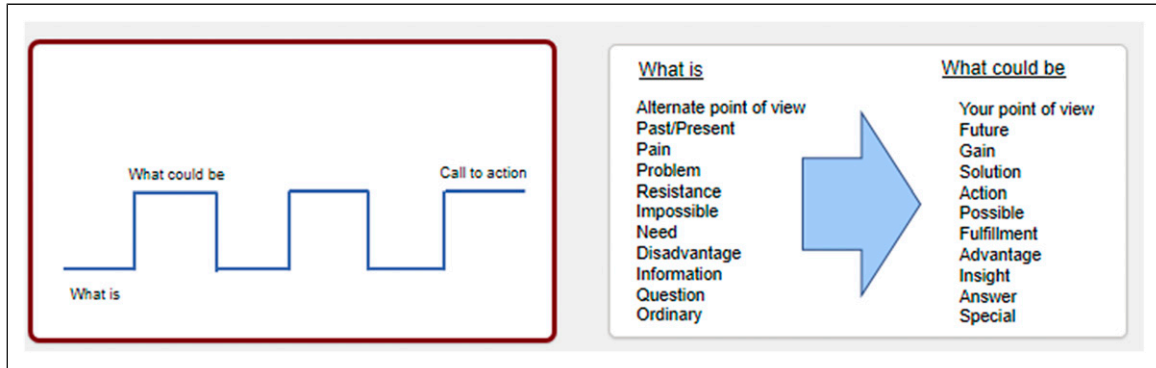 What could be
Call to action
What is
What is
What could be
Alternate point of view
Your point of view
Past/Present
Future
Pain
Gain
Problem
Solution
Resistance
Action
Impossible
Possible
Need
Fulfillment
Disadvantage
Advantage
Information
Insight
Question
Answer
Ordinary
Special